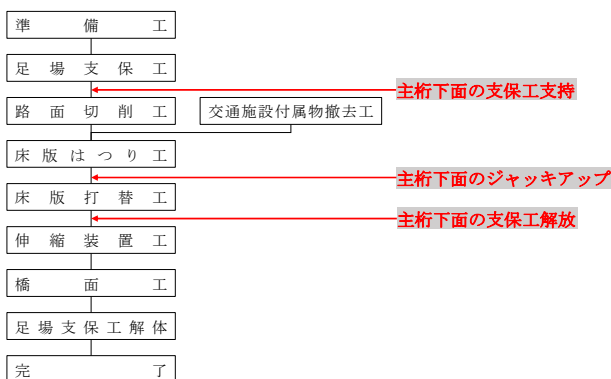 準備工
足場支保工
主桁下面の支保工支持
路面切削工
交通施設付属物撤去工
床版はつり工
主桁下面のジャッキアップ
床版打替工
主桁下面の支保工解放
伸縮装置工
橋面工
足場支保工解体
完了